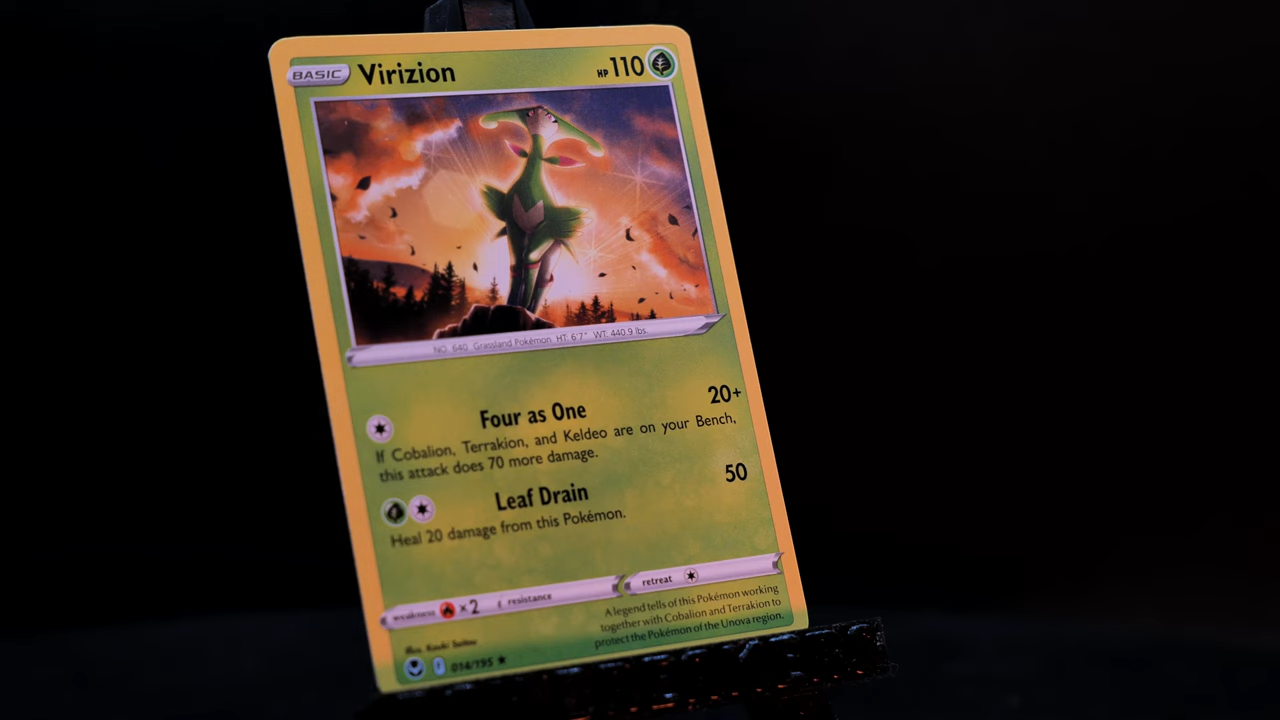 BASIC Virizion HP 110
NO. 640 Grassland Pokémon HT: 6'7" WT: 440.9 lbs.
Four as One 20+
If Cobalion, Terrakion, and Keldeo are on your Bench,
this attack does 70 more damage.
Leaf Drain 50
Heal 20 damage from this Pokémon.
weakness ×2 resistance retreat
A legend tells of this Pokémon working
together with Cobalion and Terrakion to
protect the Pokémon of the Unova region.
Illus. Kouki Saitou
014/195 ★